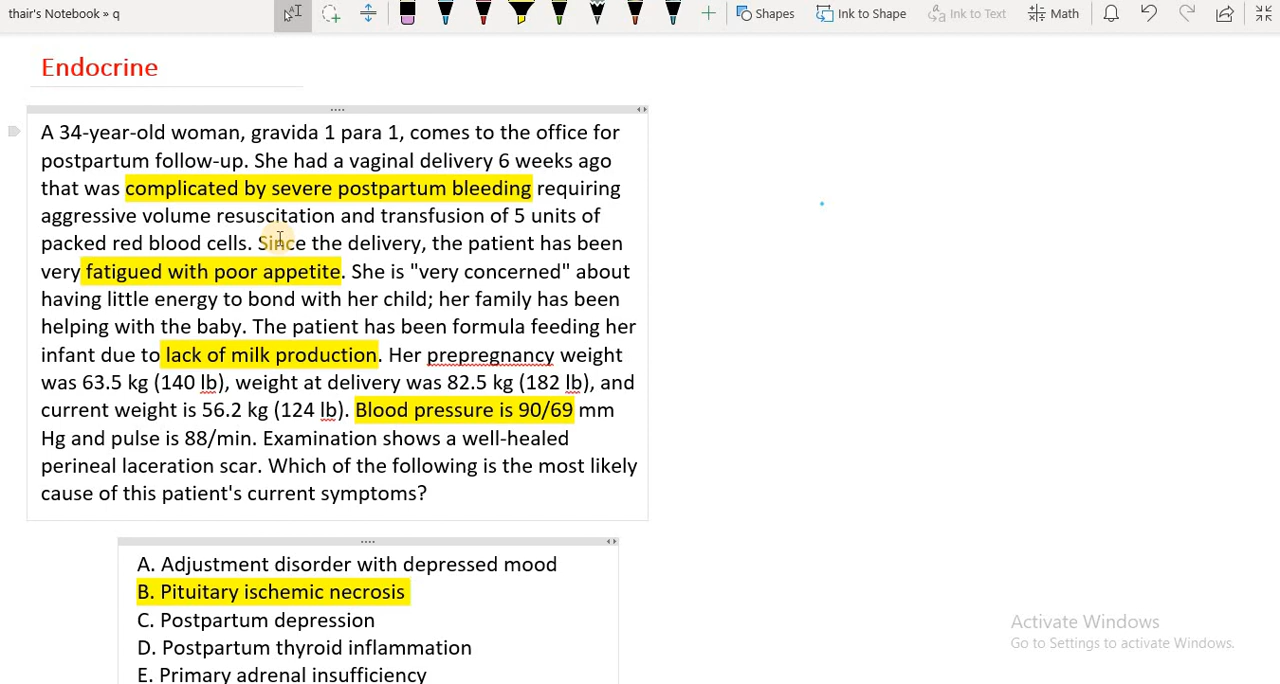 thair's Notebook » q
Shapes
Ink to Shape
Ink to Text
Math
Endocrine
A 34-year-old woman, gravida 1 para 1, comes to the office for
postpartum follow-up. She had a vaginal delivery 6 weeks ago
that was complicated by severe postpartum bleeding requiring
aggressive volume resuscitation and transfusion of 5 units of
packed red blood cells. Since the delivery, the patient has been
very fatigued with poor appetite. She is "very concerned" about
having little energy to bond with her child; her family has been
helping with the baby. The patient has been formula feeding her
infant due to lack of milk production. Her prepregnancy weight
was 63.5 kg (140 lb), weight at delivery was 82.5 kg (182 lb), and
current weight is 56.2 kg (124 lb). Blood pressure is 90/69 mm
Hg and pulse is 88/min. Examination shows a well-healed
perineal laceration scar. Which of the following is the most likely
cause of this patient's current symptoms?
A. Adjustment disorder with depressed mood
B. Pituitary ischemic necrosis
C. Postpartum depression
D. Postpartum thyroid inflammation
E. Primary adrenal insufficiency
Activate Windows
Go to Settings to activate Windows.